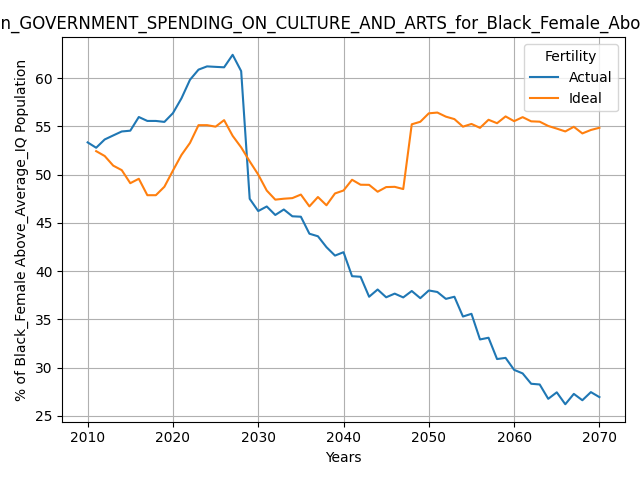 n_GOVERNMENT_SPENDING_ON_CULTURE_AND_ARTS_for_Black_Female_Abo
Fertility
Actual
Ideal
% of Black_Female Above_Average_IQ Population
60
55
50
45
40
35
30
25
2010 2020 2030 2040 2050 2060 2070
Years